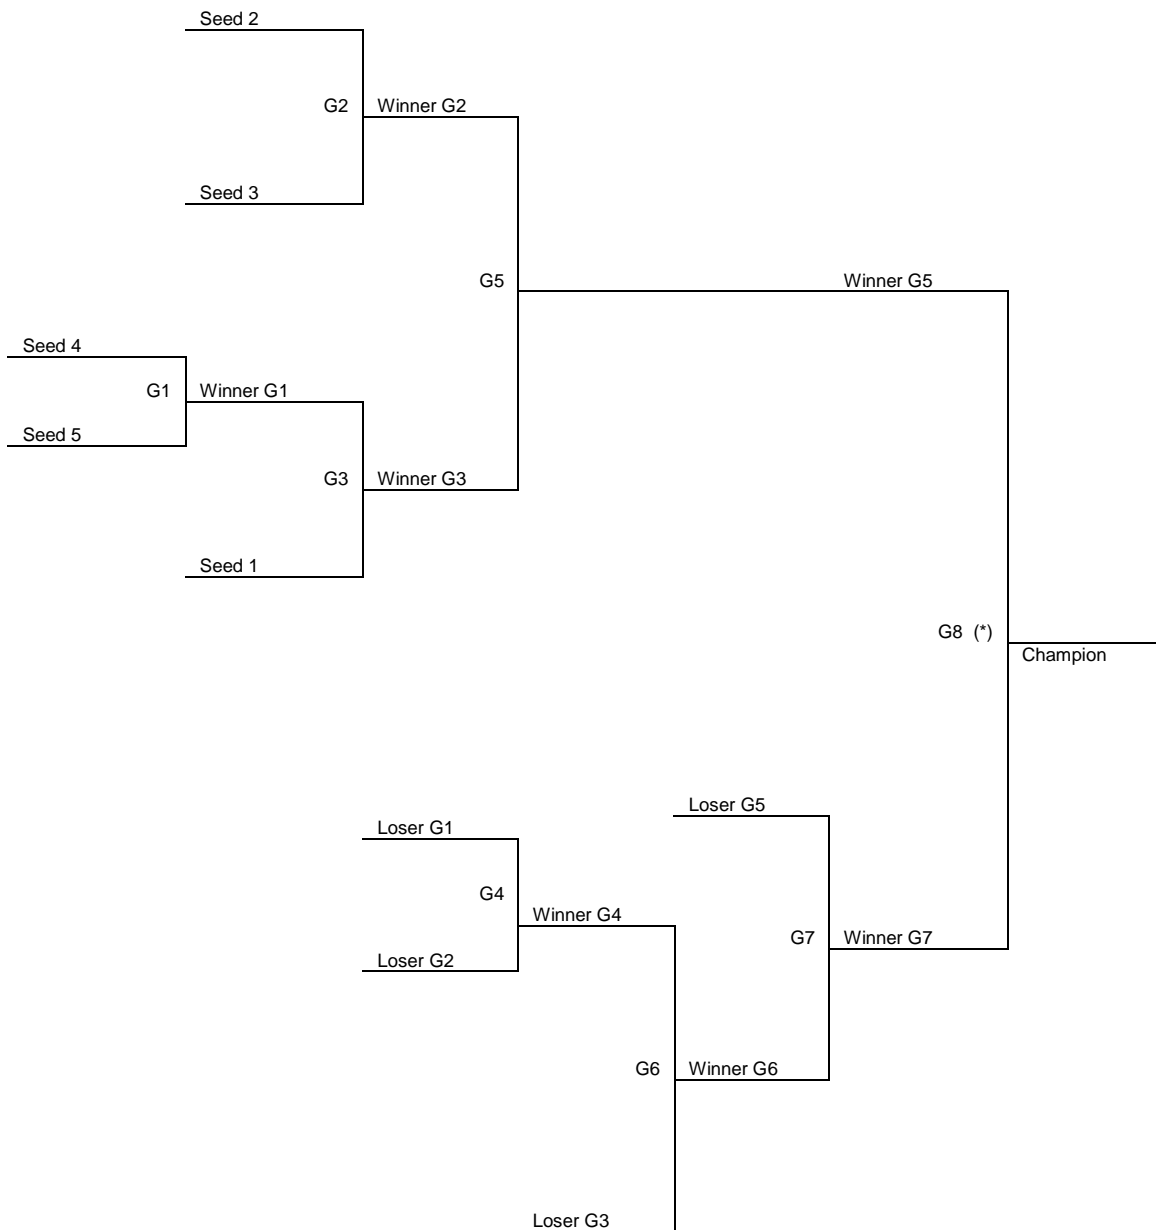 Seed 2
G2 Winner G2
Seed 3
G5 Winner G5
Seed 4
G1 Winner G1
Seed 5
G3 Winner G3
Seed 1
G8 (*)
Champion
Loser G5
Loser G1
G4
Winner G4
G7 Winner G7
Loser G2
G6 Winner G6
Loser G3